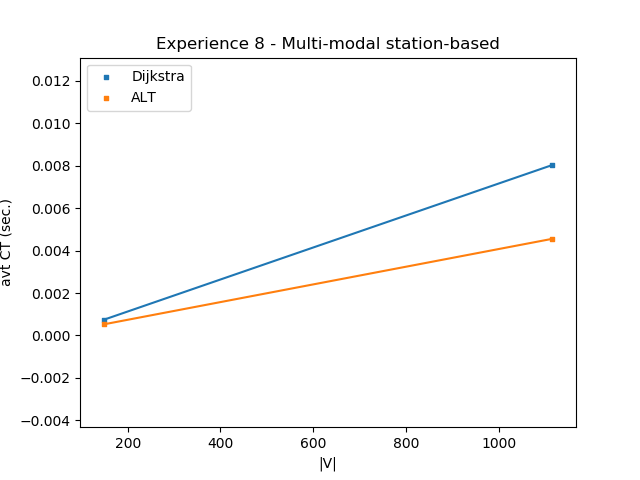 Experience 8 - Multi-modal station-based
Dijkstra
ALT
0.012
0.010
0.008
0.006
0.004
0.002
0.000
−0.002
−0.004
avt CT (sec.)
200 400 600 800 1000
|V|